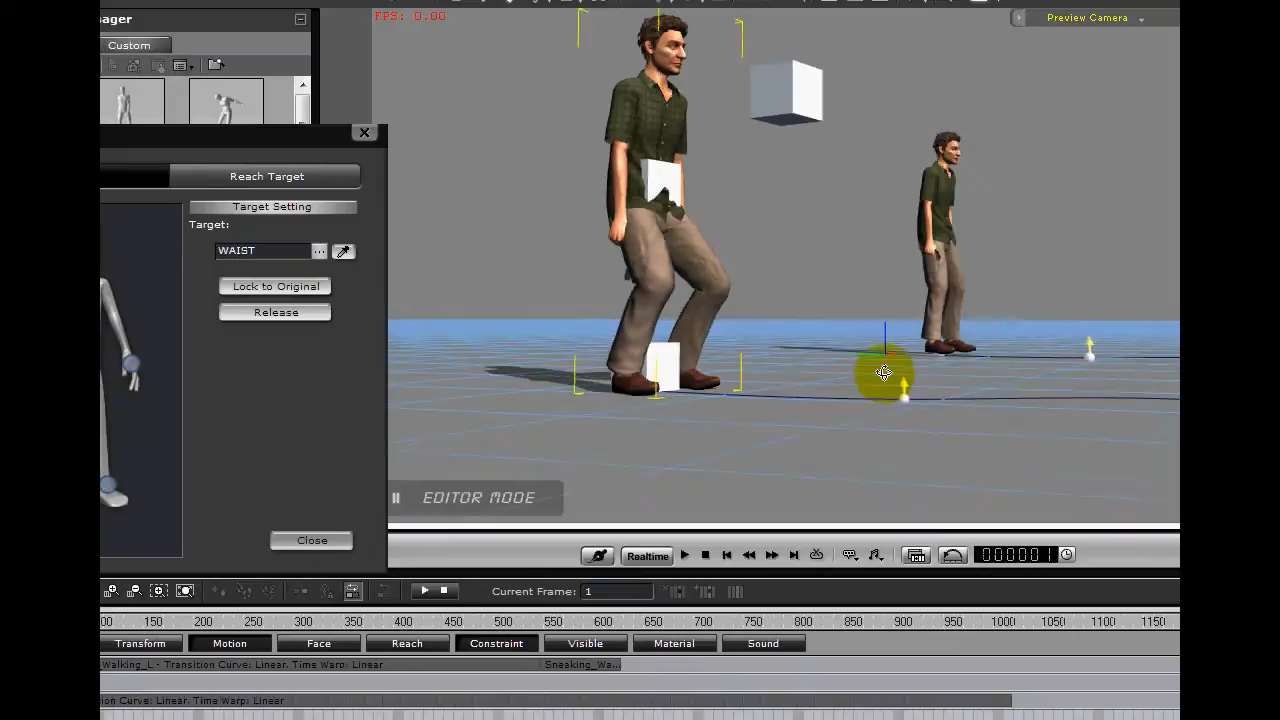 FPS: 0.00
nager
Preview Camera
Custom
Reach Target
Target Setting
Target:
WAIST
...
Lock to Original
Release
EDITOR MODE
Close
Realtime
000001
Current Frame: 1
00 150 200 250 300 350 400 450 500 550 600 650 700 750 800 850 900 950 1000 1050 1100 1150
Transform Motion Face Reach Constraint Visible Material Sound
_Walking_L - Transition Curve: Linear, Time Warp: Linear Sneaking_Wa...
ion Curve: Linear, Time Warp: Linear